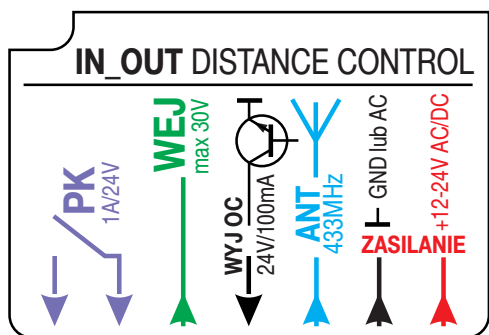 IN_OUT DISTANCE CONTROL
PK
1A/24V
WEJ
max 30V
WYJ OC
24V/100mA
ANT
433MHz
GND lub AC
+12-24V AC/DC
ZASILANIE